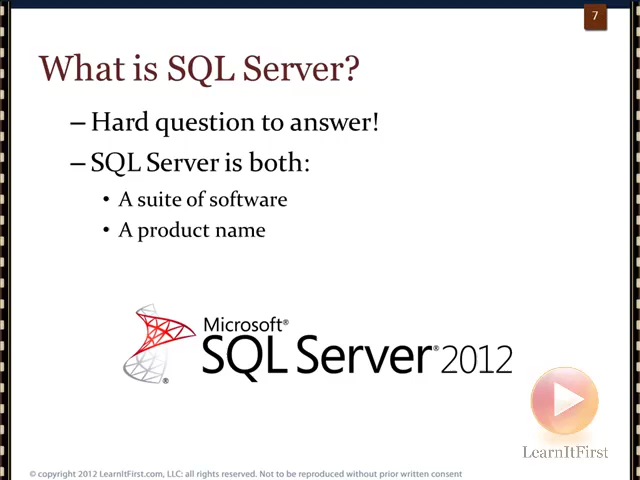 7
What is SQL Server?
– Hard question to answer!
– SQL Server is both:
• A suite of software
• A product name
Microsoft®
SQL Server® 2012
®
LearnItFirst
© copyright 2012 LearnItFirst.com, LLC: all rights reserved. Not to be reproduced without prior written consent